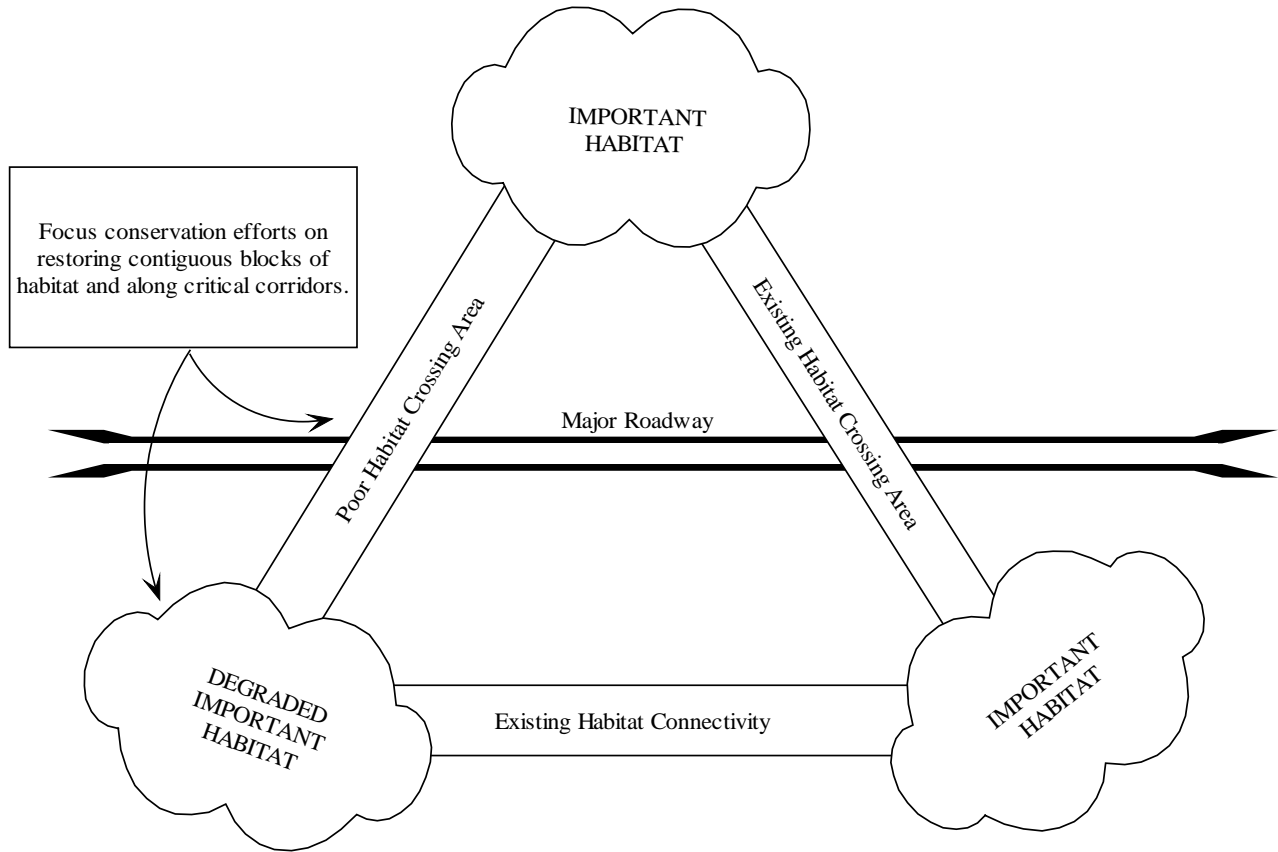 IMPORTANT
HABITAT
Focus conservation efforts on
restoring contiguous blocks of
habitat and along critical corridors.
Poor Habitat Crossing Area
Existing Habitat Crossing Area
Major Roadway
DEGRADED
IMPORTANT
HABITAT
Existing Habitat Connectivity
IMPORTANT
HABITAT